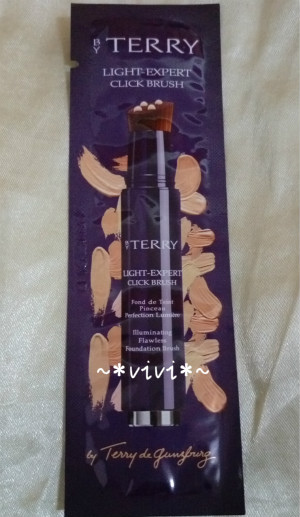 BY TERRY
LIGHT-EXPERT
CLICK BRUSH
BY TERRY
LIGHT-EXPERT
CLICK BRUSH
Fond de Teint
Pinceau
Perfection Lumière
Illuminating
Flawless
Foundation Brush
~*vivi*~
by Terry de Gunzburg